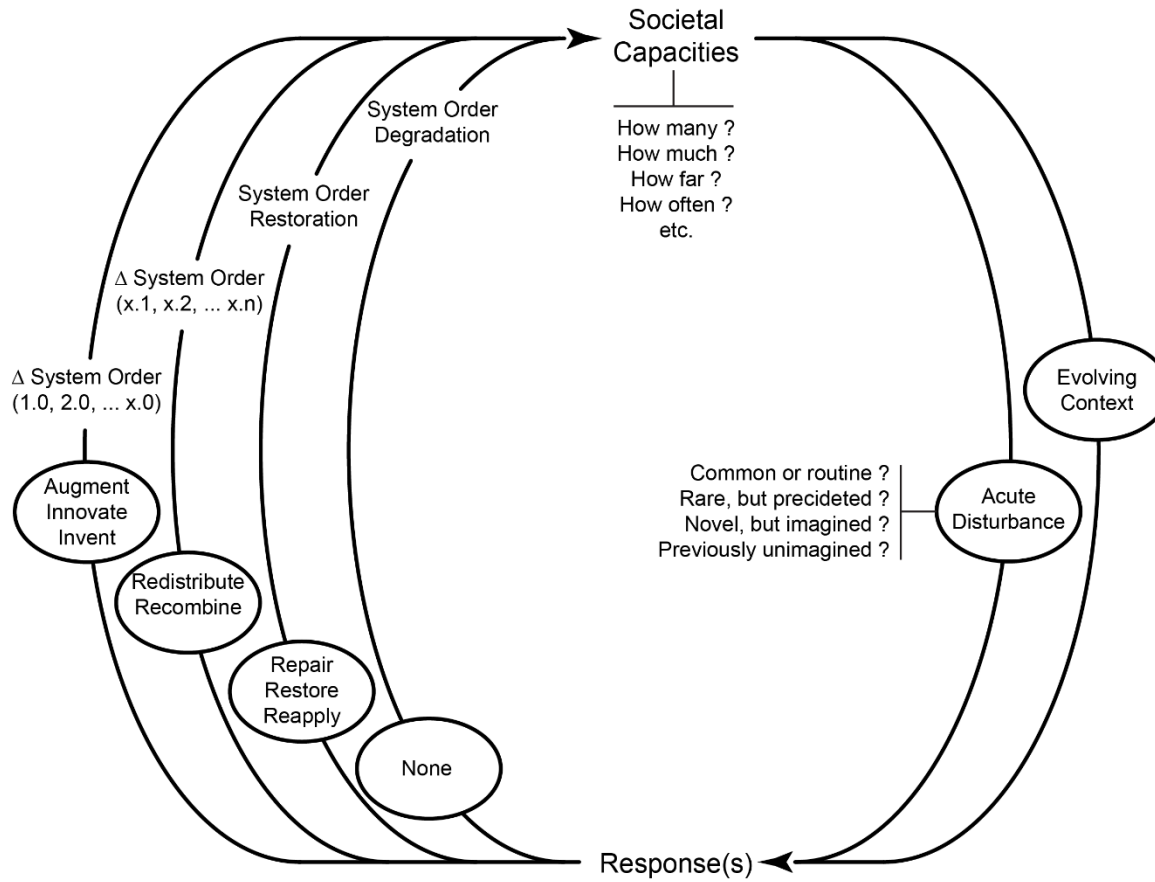 Societal
Capacities
How many ?
How much ?
How far ?
How often ?
etc.
System Order
Degradation
System Order
Restoration
Δ System Order
(x.1, x.2, ... x.n)
Δ System Order
(1.0, 2.0, ... x.0)
Evolving
Context
Common or routine ?
Rare, but precideted ?
Novel, but imagined ?
Previously unimagined ?
Acute
Disturbance
Augment
Innovate
Invent
Redistribute
Recombine
Repair
Restore
Reapply
None
Response(s)